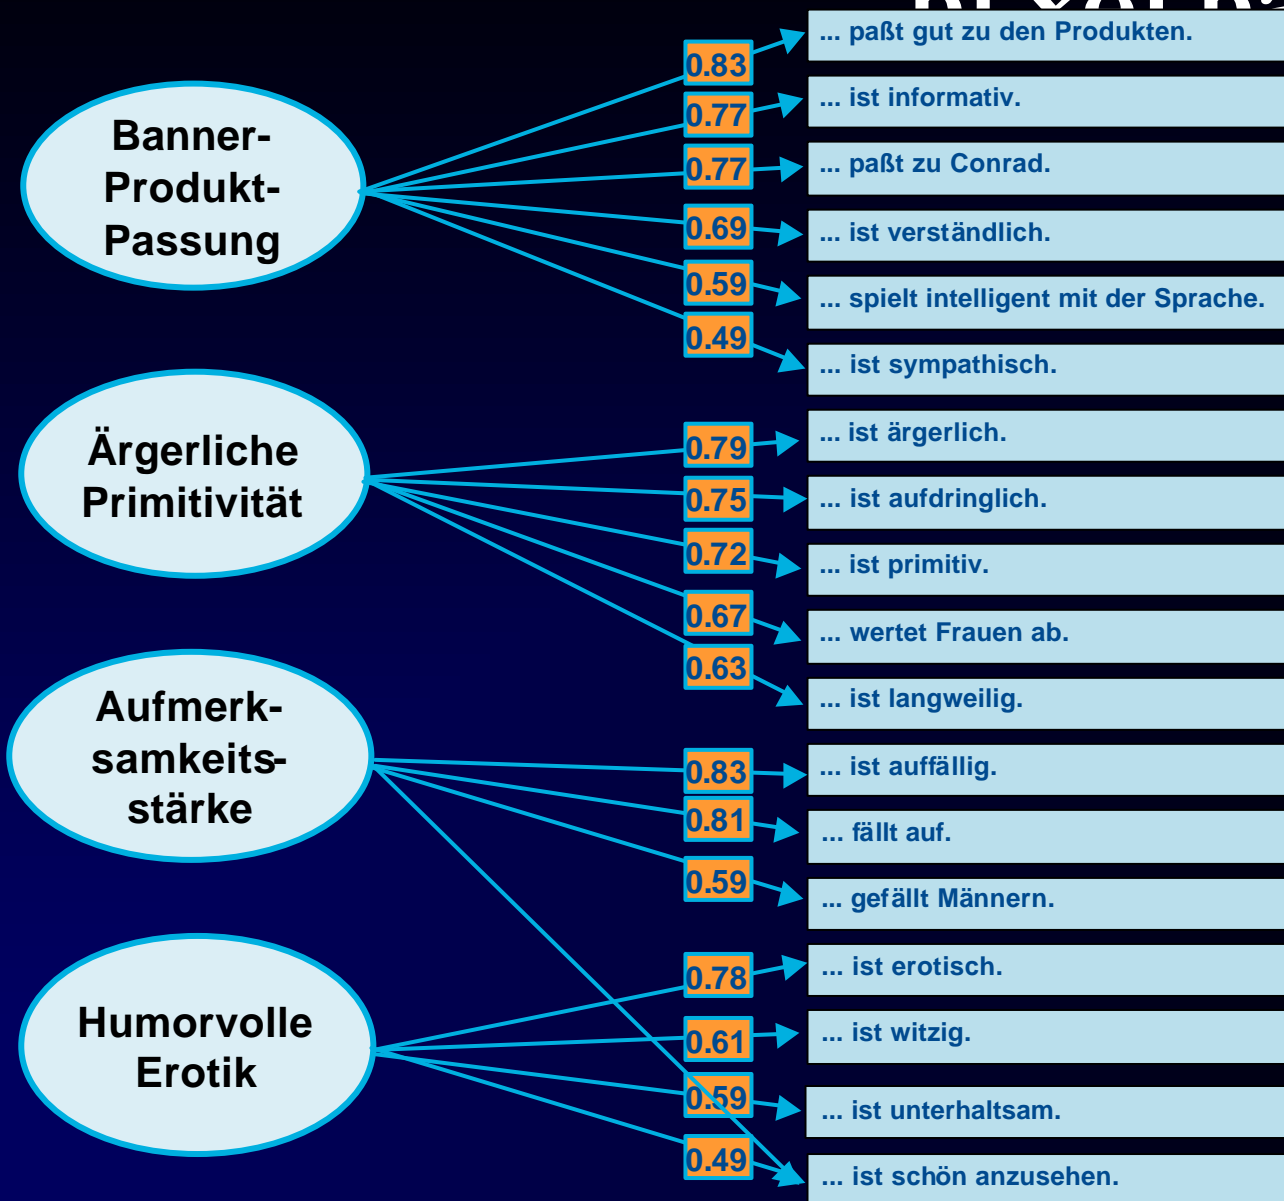 Banner-
Produkt-
Passung
0.83
... paßt gut zu den Produkten.
0.77
... ist informativ.
0.77
... paßt zu Conrad.
0.69
... ist verständlich.
0.59
... spielt intelligent mit der Sprache.
0.49
... ist sympathisch.
Ärgerliche
Primitivität
0.79
... ist ärgerlich.
0.75
... ist aufdringlich.
0.72
... ist primitiv.
0.67
... wertet Frauen ab.
0.63
... ist langweilig.
Aufmerk-
samkeits-
stärke
0.83
... ist auffällig.
0.81
... fällt auf.
0.59
... gefällt Männern.
Humorvolle
Erotik
0.78
... ist erotisch.
0.61
... ist witzig.
0.59
... ist unterhaltsam.
0.49
... ist schön anzusehen.